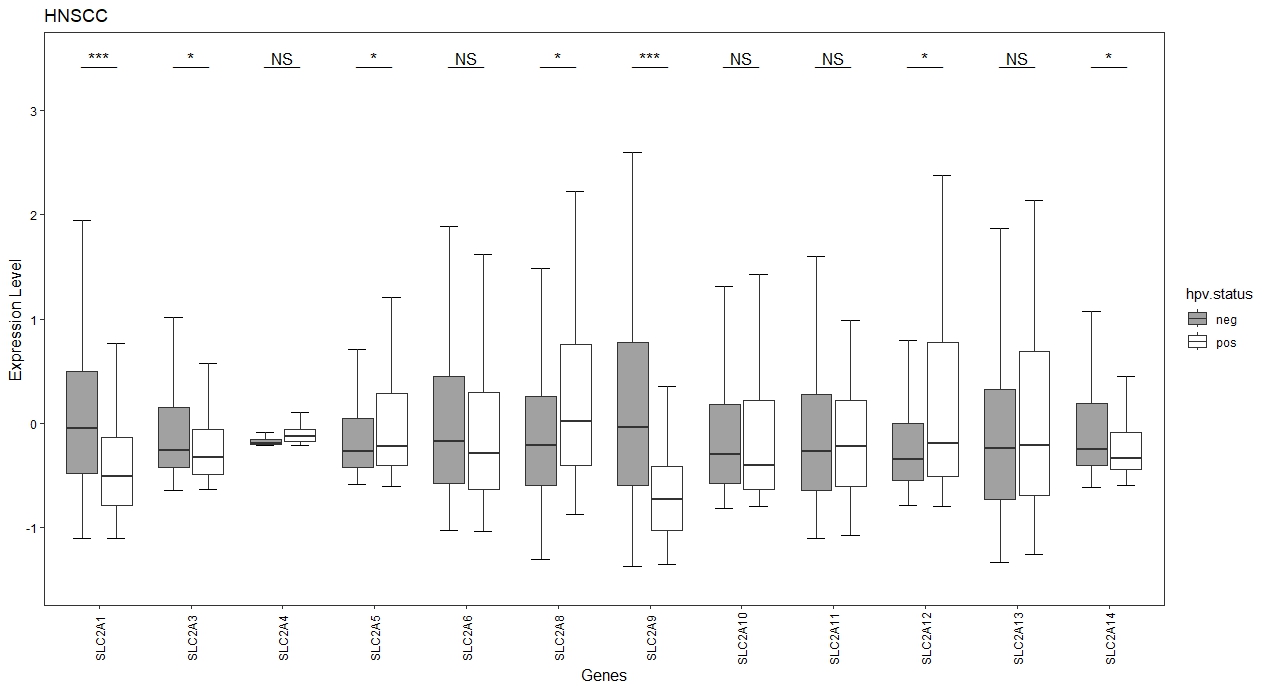 HNSCC
*** * NS * NS * *** NS NS * NS *
3
2
1
0
-1
Expression Level
SLC2A1 SLC2A3 SLC2A4 SLC2A5 SLC2A6 SLC2A8 SLC2A9 SLC2A10 SLC2A11 SLC2A12 SLC2A13 SLC2A14
Genes
hpv.status
neg
pos